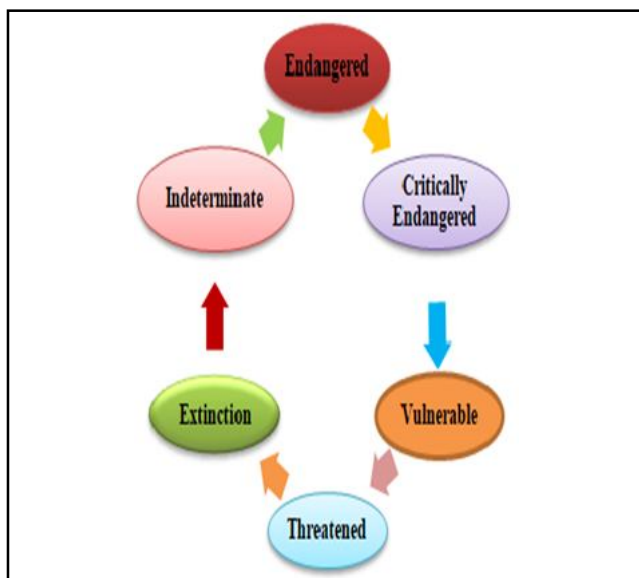 Endangered
Indeterminate
Critically
Endangered
Extinction
Vulnerable
Threatened